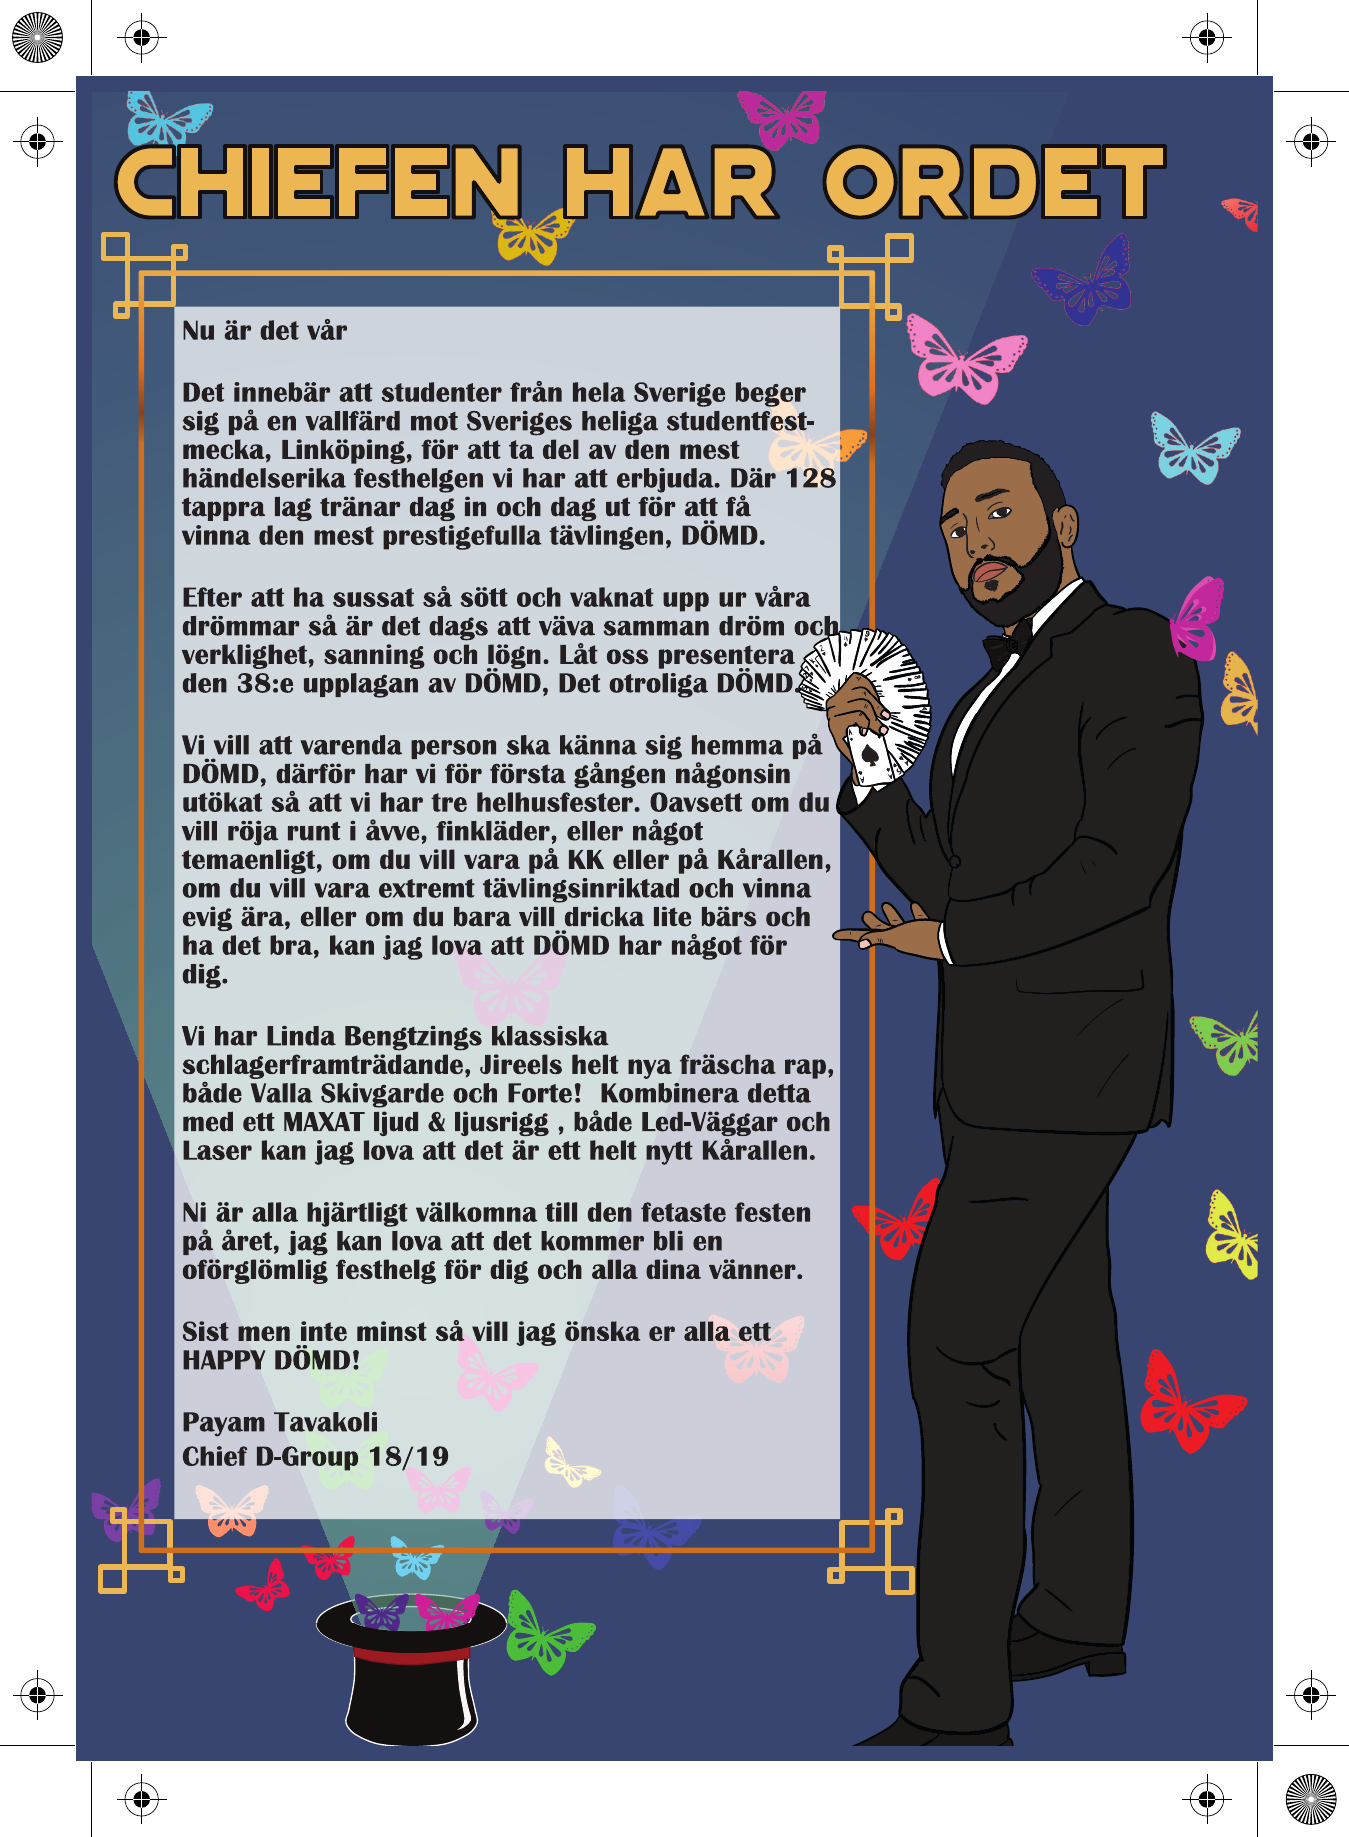 CHIEFEN HAR ORDET
Nu är det vår
Det innebär att studenter från hela Sverige beger
sig på en vallfärd mot Sveriges heliga studentfest-
mecka, Linköping, för att ta del av den mest
händelserika festhelgen vi har att erbjuda. Där 128
tappra lag tränar dag in och dag ut för att få
vinna den mest prestigefulla tävlingen, DÖMD.
Efter att ha sussat så sött och vaknat upp ur våra
drömmar så är det dags att väva samman dröm och
verklighet, sanning och lögn. Låt oss presentera
den 38:e upplagan av DÖMD, Det otroliga DÖMD.
Vi vill att varenda person ska känna sig hemma på
DÖMD, därför har vi för första gången någonsin
utökat så att vi har tre helhusfester. Oavsett om du
vill röja runt i åvve, finkläder, eller något
temaenligt, om du vill vara på KK eller på Kårallen,
om du vill vara extremt tävlingsinriktad och vinna
evig ära, eller om du bara vill dricka lite bärs och
ha det bra, kan jag lova att DÖMD har något för
dig.
Vi har Linda Bengtzings klassiska
schlagerframträdande, Jireels helt nya fräscha rap,
både Valla Skivgarde och Forte!  Kombinera detta
med ett MAXAT ljud & ljusrigg , både Led-Väggar och
Laser kan jag lova att det är ett helt nytt Kårallen.
Ni är alla hjärtligt välkomna till den fetaste festen
på året, jag kan lova att det kommer bli en
oförglömlig festhelg för dig och alla dina vänner.
Sist men inte minst så vill jag önska er alla ett
HAPPY DÖMD!
Payam Tavakoli
Chief D-Group 18/19